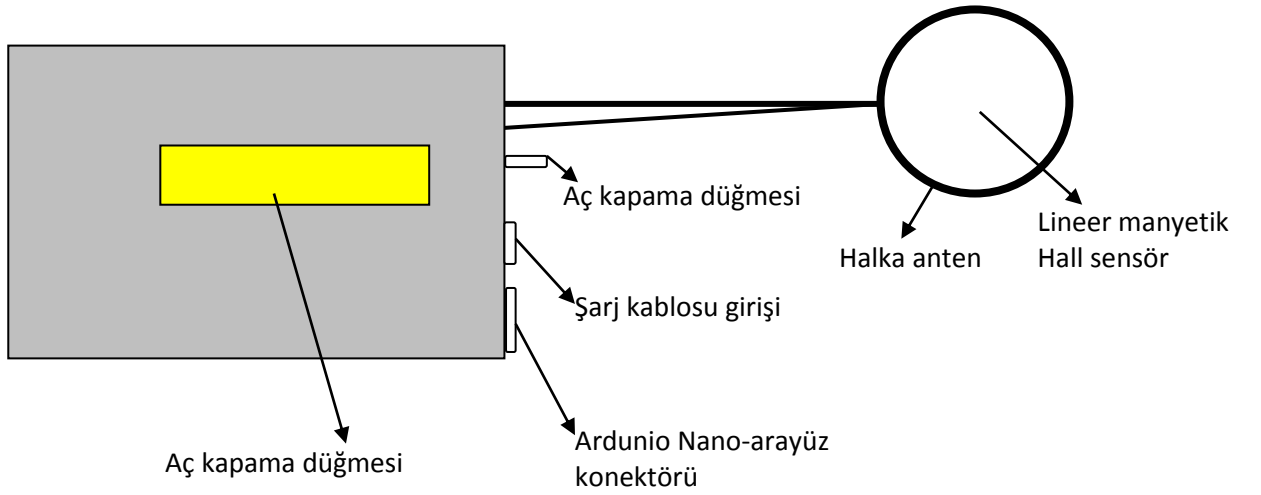 Aç kapama düğmesi
Lineer manyetik
Hall sensör
Halka anten
Şarj kablosu girişi
Ardunio Nano-arayüz
konektörü
Aç kapama düğmesi